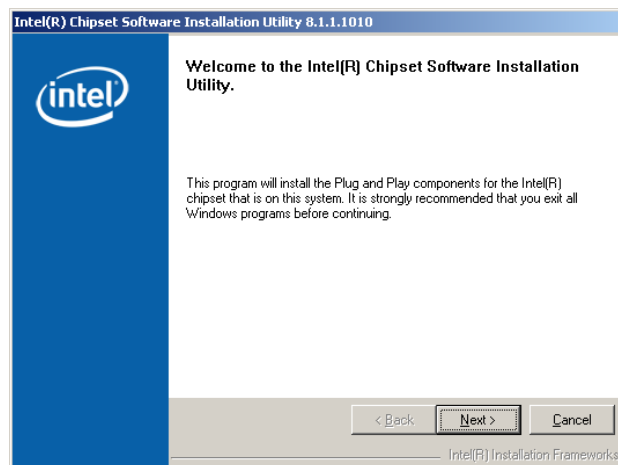 Intel(R) Chipset Software Installation Utility 8.1.1.1010
intel
Welcome to the Intel(R) Chipset Software Installation
Utility.
This program will install the Plug and Play components for the Intel(R)
chipset that is on this system. It is strongly recommended that you exit all
Windows programs before continuing.
< Back
Next >
Cancel
Intel(R) Installation Frameworks